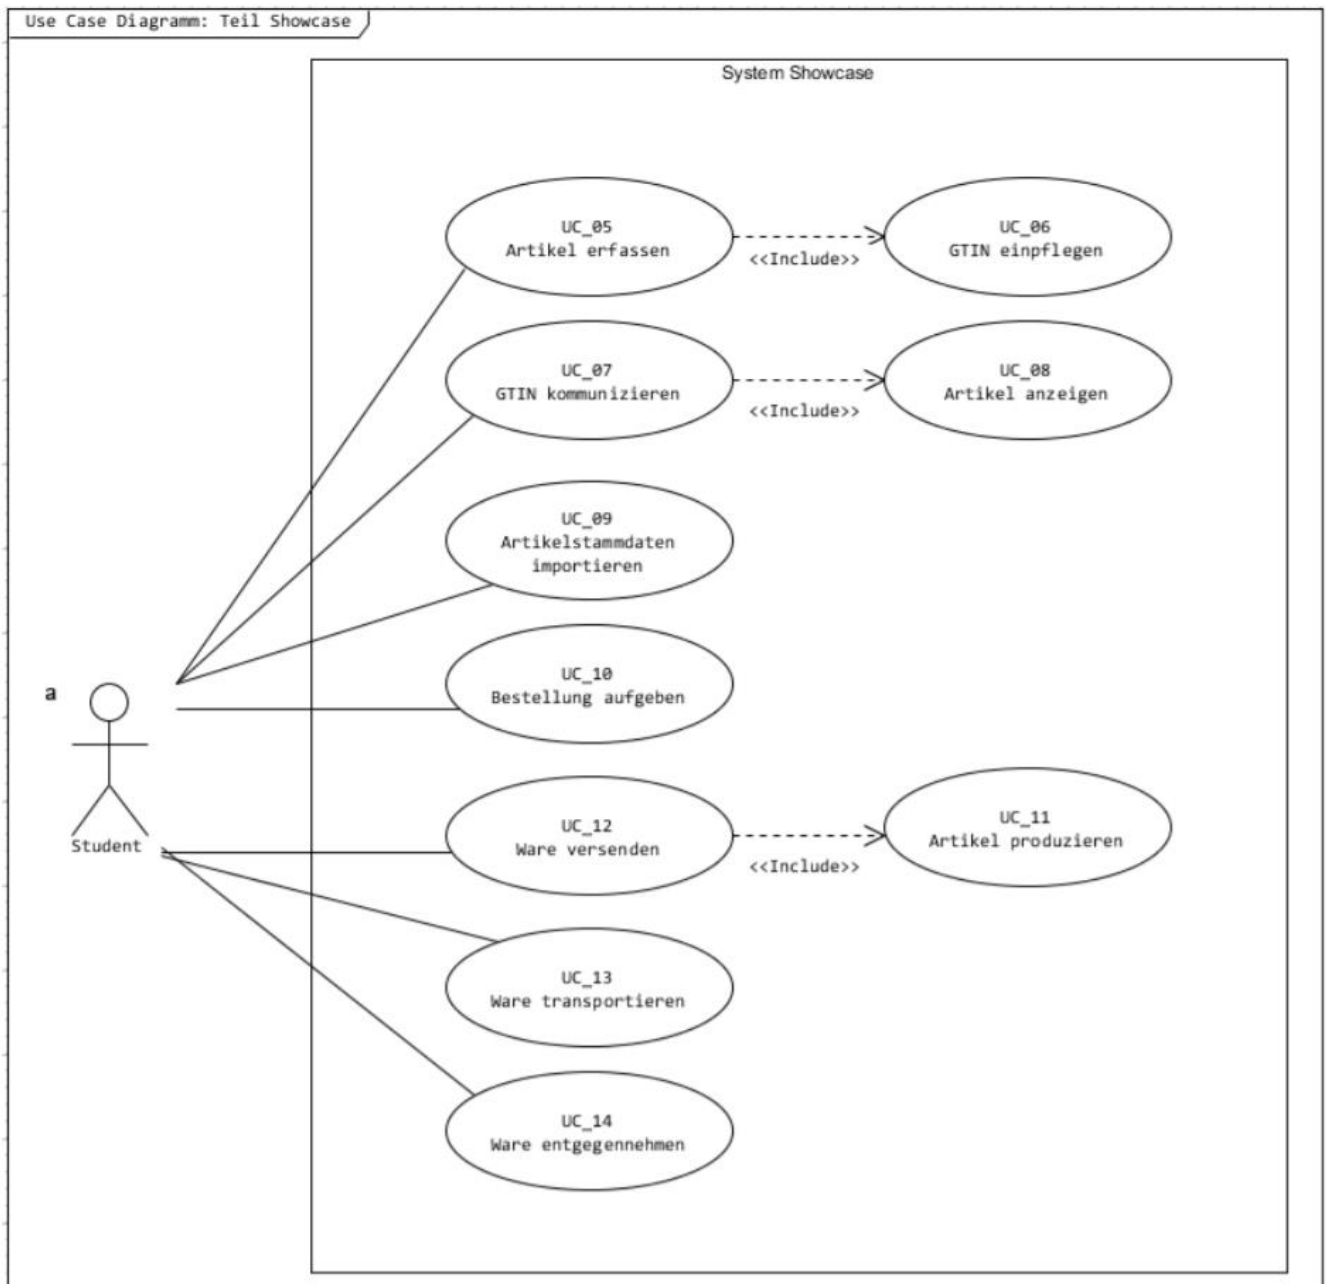 Use Case Diagramm: Teil Showcase
System Showcase
UC_05
Artikel erfassen
<<Include>>
UC_06
GTIN einpflegen
UC_07
GTIN kommunizieren
<<Include>>
UC_08
Artikel anzeigen
UC_09
Artikelstammdaten
importieren
UC_10
Bestellung aufgeben
a
Student
UC_12
Ware versenden
<<Include>>
UC_11
Artikel produzieren
UC_13
Ware transportieren
UC_14
Ware entgegennehmen